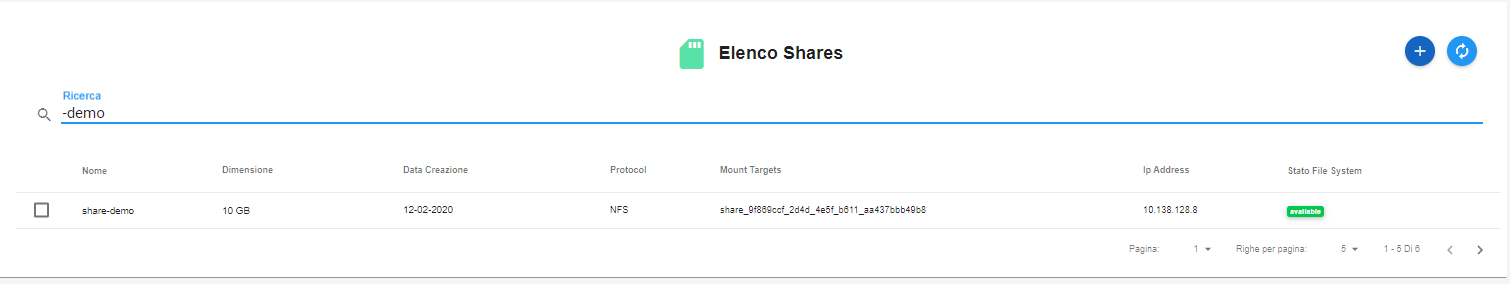 Elenco Shares
Ricerca
-demo
Nome Dimensione Data Creazione Protocol Mount Targets Ip Address Stato File System
share-demo 10 GB 12-02-2020 NFS share_9f869ccf_2d4d_4e5f_b611_aa437bbb49b8 10.138.128.8 available
Pagina: 1 Righe per pagina: 5 1 - 5 Di 6